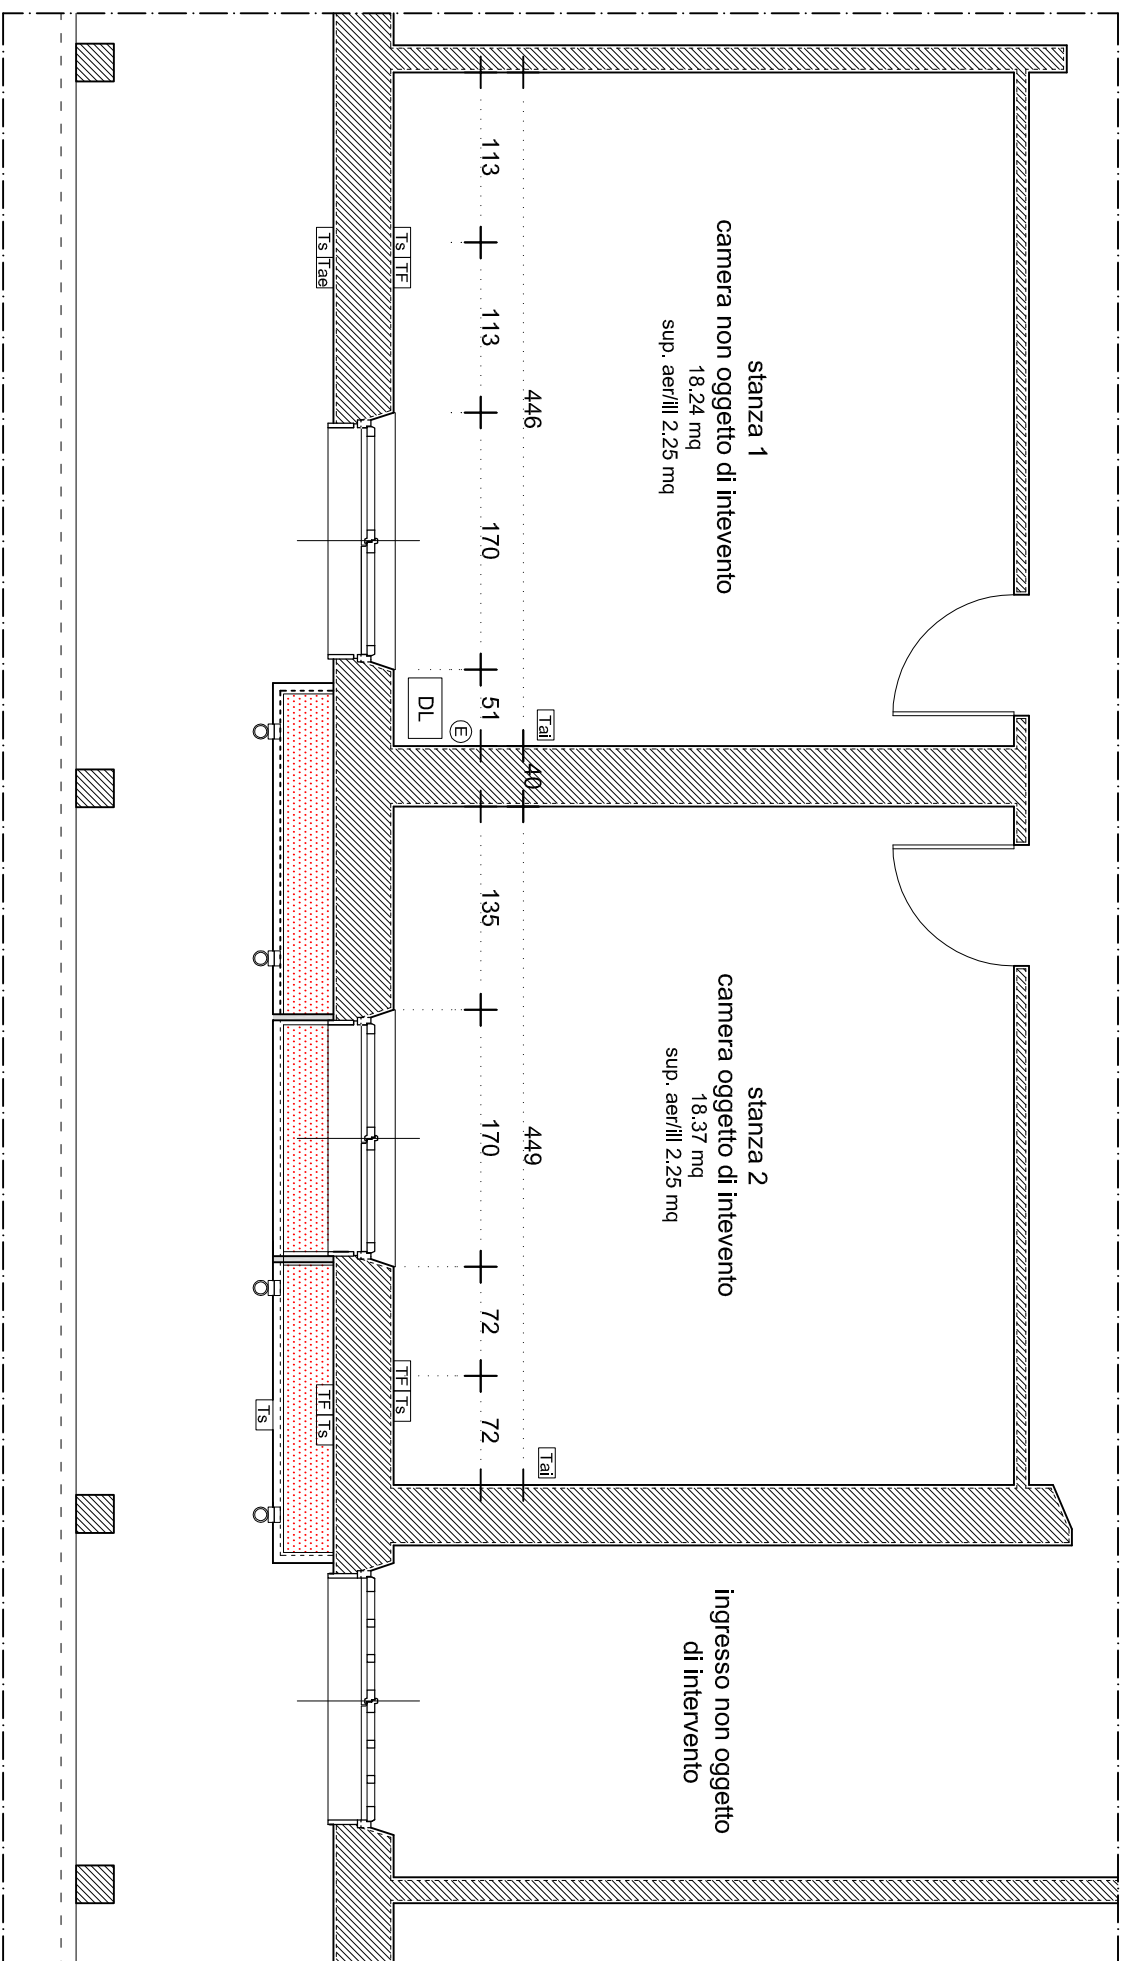 stanza 1
camera non oggetto di intevento
18.24 mq
sup. aer/ill 2.25 mq
446
113
113
170
51
40
Ts TF
Ts Tae
DL
E
Tai
stanza 2
camera oggetto di intevento
18.37 mq
sup. aer/ill 2.25 mq
449
135
170
72
72
Tai
TF Ts
TF Ts
Ts
ingresso non oggetto
di intervento